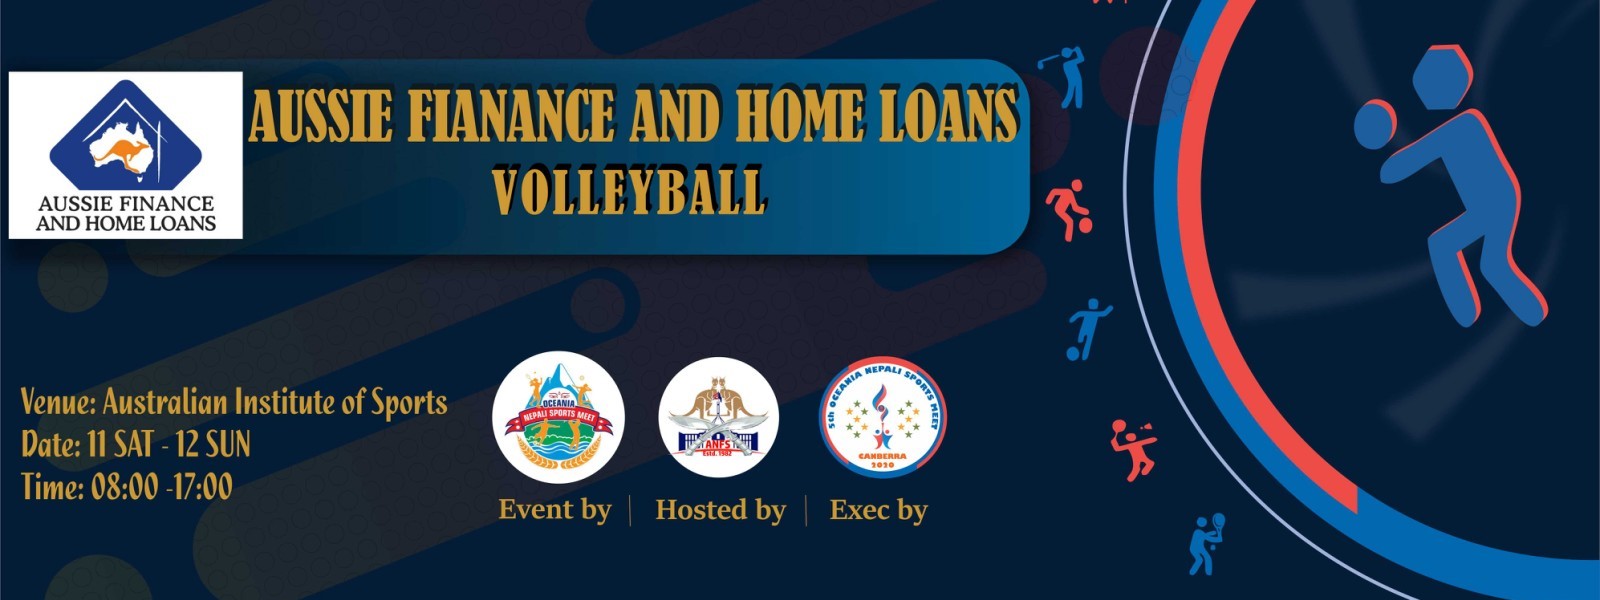 AUSSIE FINANCE
AND HOME LOANS
AUSSIE FIANANCE AND HOME LOANS
VOLLEYBALL
Venue: Australian Institute of Sports
Date: 11 SAT - 12 SUN
Time: 08:00 -17:00
OCEANIA
NEPALI SPORTS MEET
ANFS
Estd. 1982
5th OCEANIA NEPALI SPORTS MEET
CANBERRA
2020
Event by
Hosted by
Exec by